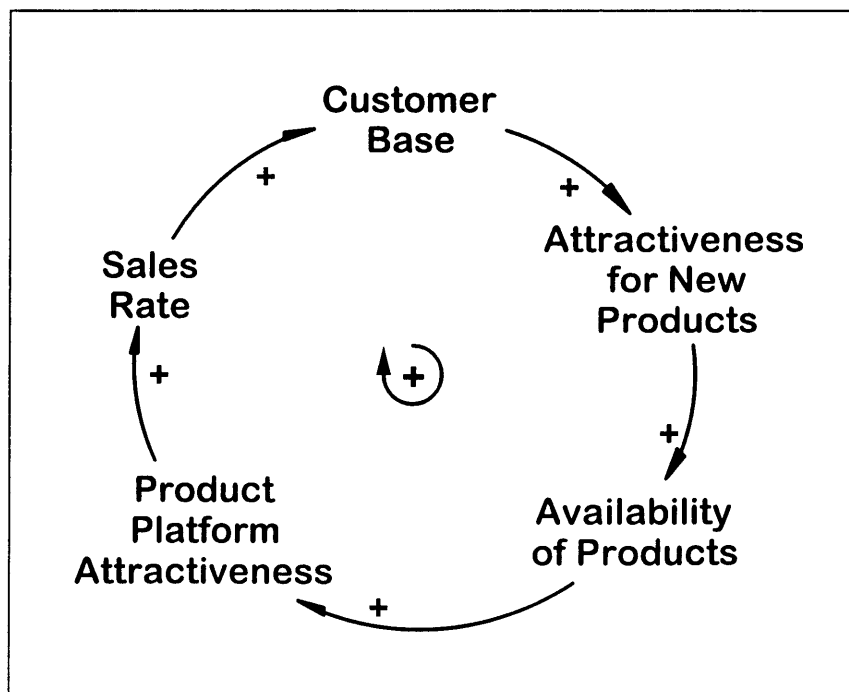 Customer
Base
+
+
Attractiveness
for New
Products
Sales
Rate
+
+
+
Product
Platform
Attractiveness
Availability
of Products
+